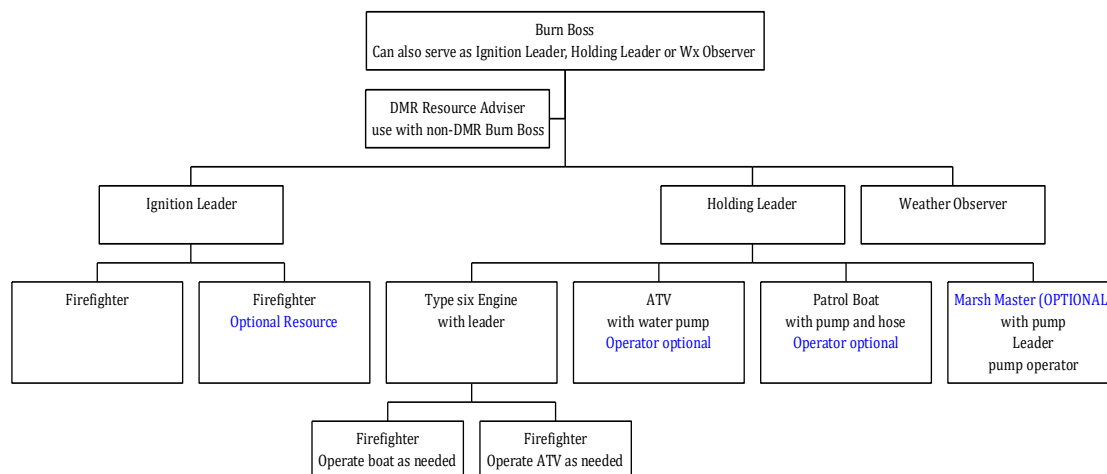 Burn Boss
Can also serve as Ignition Leader, Holding Leader or Wx Observer
DMR Resource Adviser
use with non-DMR Burn Boss
Ignition Leader
Holding Leader
Weather Observer
Firefighter
Firefighter
Optional Resource
Type six Engine
with leader
ATV
with water pump
Operator optional
Patrol Boat
with pump and hose
Operator optional
Marsh Master (OPTIONAL
with pump
Leader
pump operator
Firefighter
Operate boat as needed
Firefighter
Operate ATV as needed